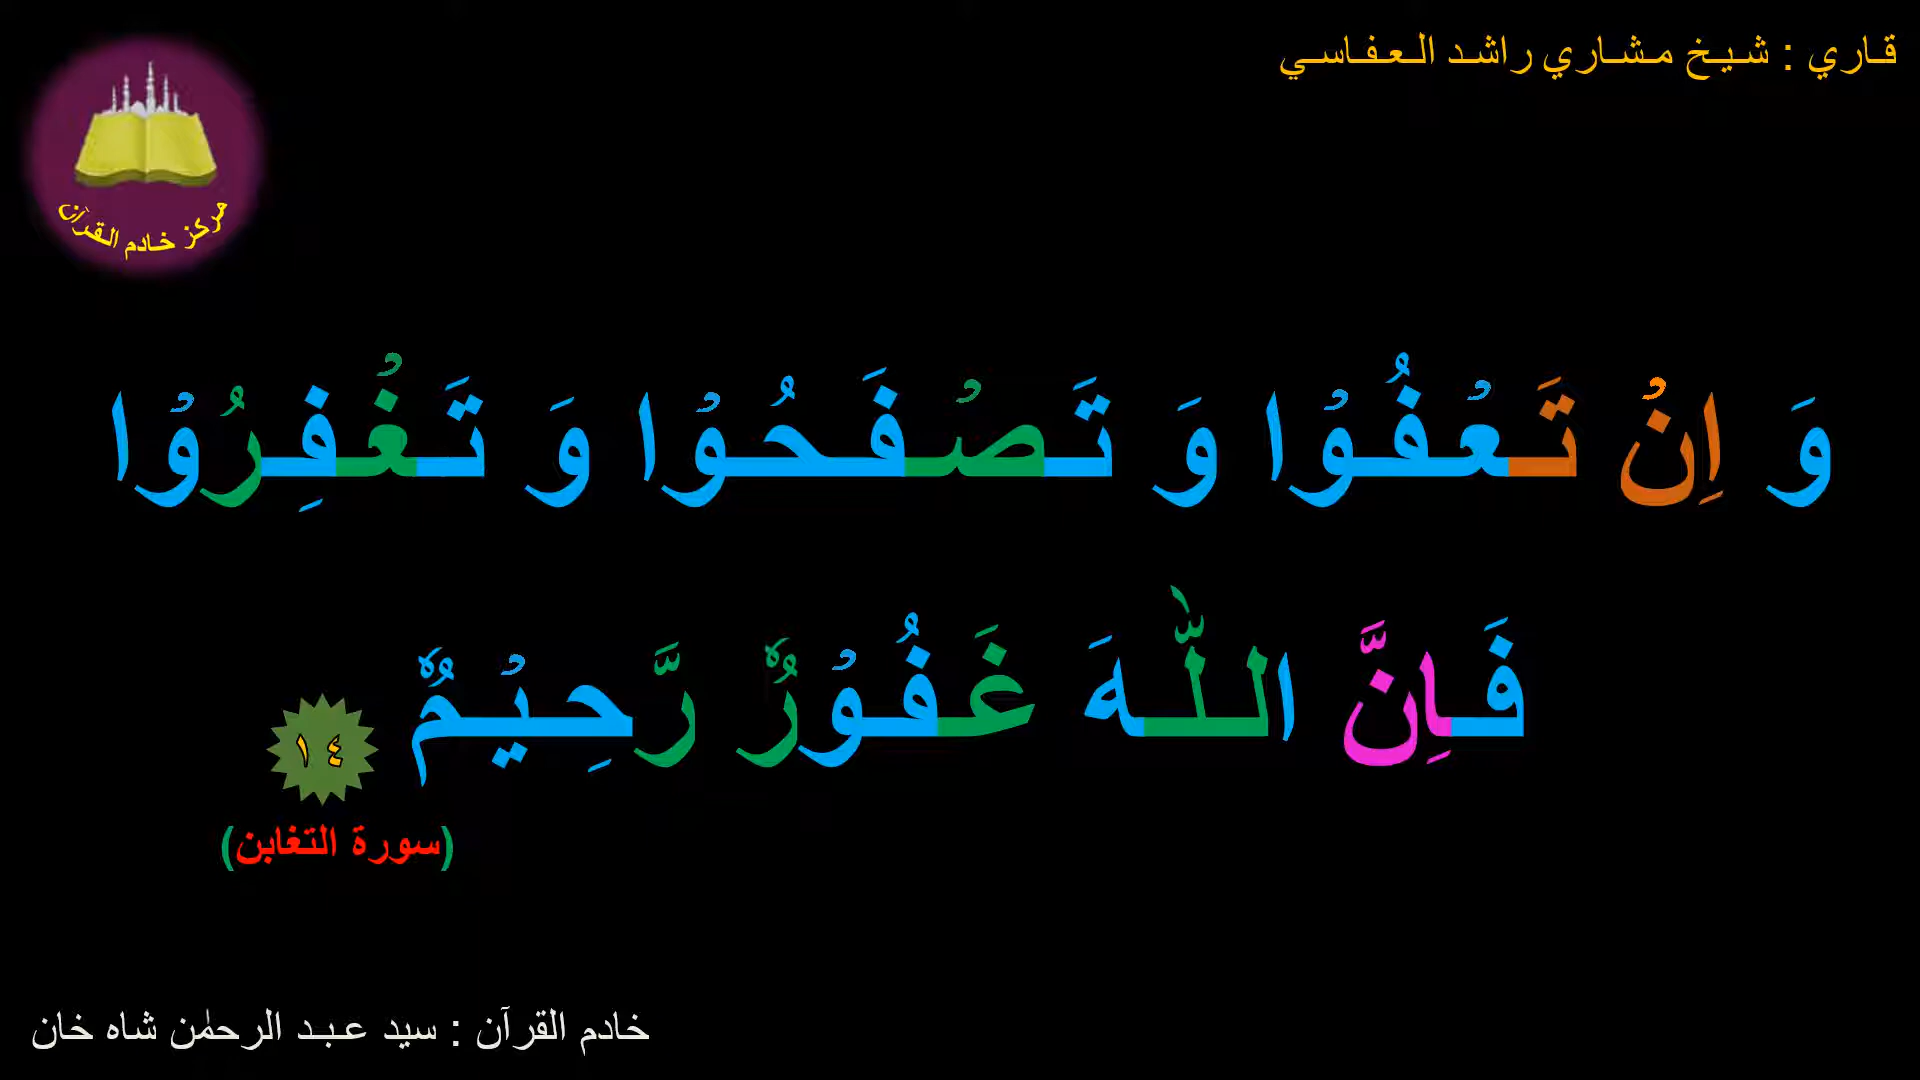 قاري : شيخ مشاري راشد العفاسي
مركز خادم القرآن
وَ اِنۡ تَعۡفُوۡا وَ تَصۡفَحُوۡا وَ تَغۡفِرُوۡا
فَاِنَّ اللّٰهَ غَفُوۡرٌ رَّحِيۡمٌ ١٤
(سورة التغابن)
خادم القرآن : سيد عبد الرحمٰن شاه خان